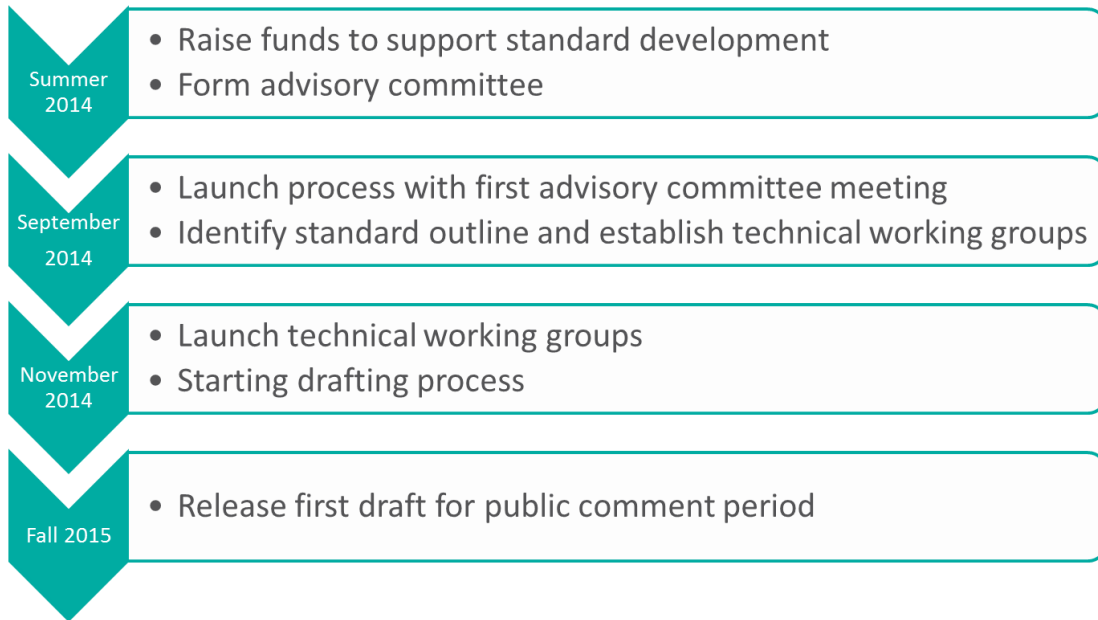 Summer
2014
• Raise funds to support standard development
• Form advisory committee
September
2014
• Launch process with first advisory committee meeting
• Identify standard outline and establish technical working groups
November
2014
• Launch technical working groups
• Starting drafting process
Fall 2015
• Release first draft for public comment period